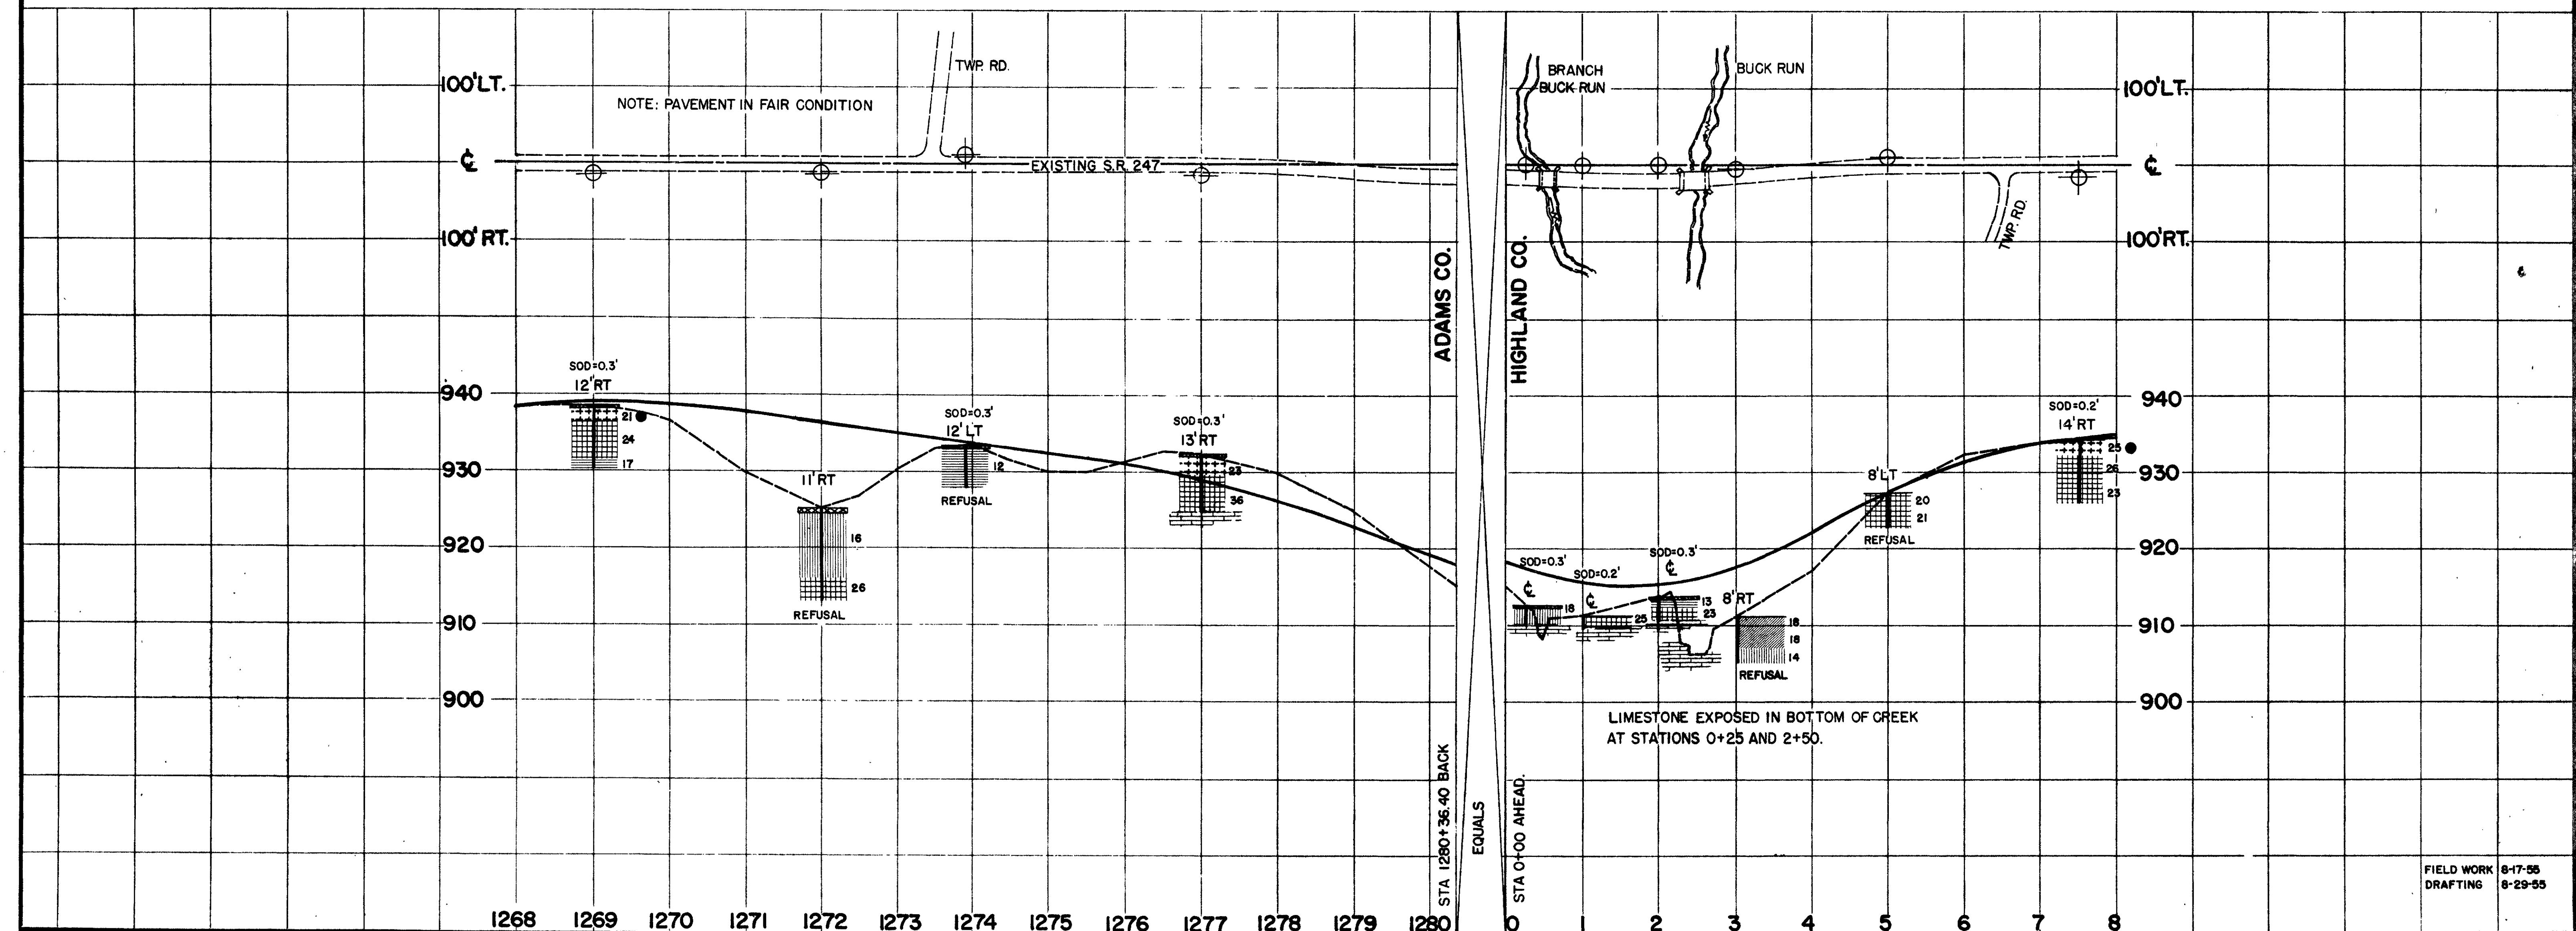 TWP. RD.
100'LT.
NOTE: PAVEMENT IN FAIR CONDITION
BRANCH
BUCK RUN
BUCK RUN
100'LT.
℄
EXISTING S.R. 247
℄
100'RT.
TWP. RD.
100'RT.
ADAMS CO.
HIGHLAND CO.
SOD=0.3'
12'RT
940
21
24
17
930
11'RT
16
26
REFUSAL
920
910
900
SOD=0.3'
12'LT
12
REFUSAL
SOD=0.3'
13'RT
23
36
SOD=0.3'
℄
18
SOD=0.2'
℄
25
SOD=0.3'
℄
13
23
8'RT
18
18
14
REFUSAL
8'LT
20
21
REFUSAL
SOD=0.2'
14'RT
25
26
23
940
930
920
910
900
LIMESTONE EXPOSED IN BOTTOM OF CREEK
AT STATIONS 0+25 AND 2+50.
STA 1280+36.40 BACK
EQUALS
STA 0+00 AHEAD.
FIELD WORK 8-17-55
DRAFTING 8-29-55
1268 1269 1270 1271 1272 1273 1274 1275 1276 1277 1278 1279 1280 0 1 2 3 4 5 6 7 8